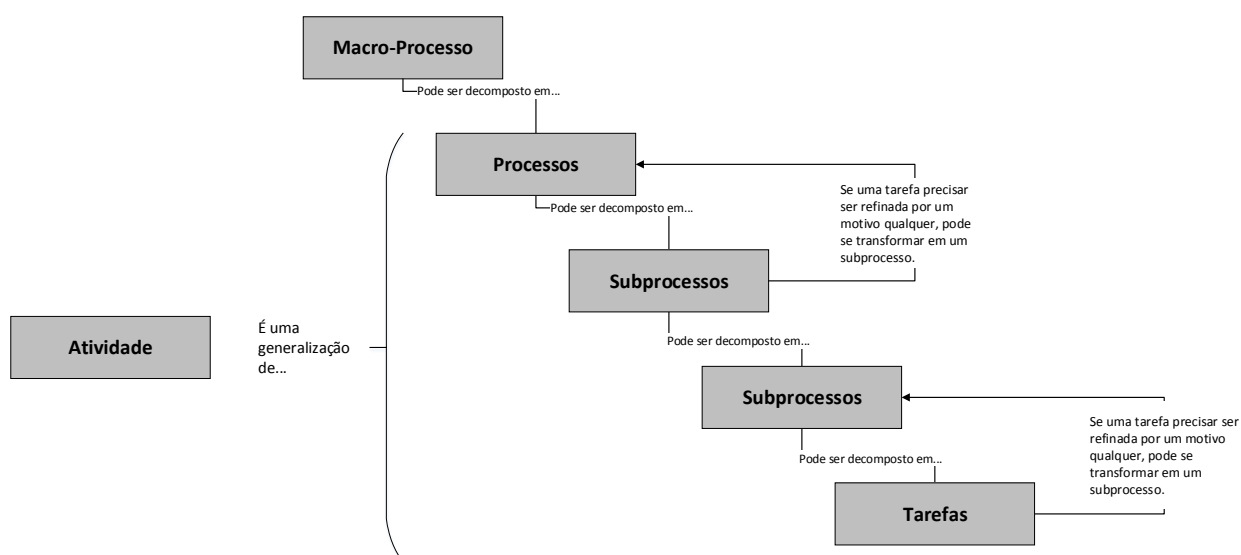 Macro-Processo
Pode ser decomposto em...
Processos
Pode ser decomposto em...
Se uma tarefa precisar
ser refinada por um
motivo qualquer, pode
se transformar em um
subprocesso.
Subprocessos
Atividade
É uma
generalização
de...
Pode ser decomposto em...
Subprocessos
Se uma tarefa precisar ser
refinada por um motivo
qualquer, pode se
transformar em um
subprocesso.
Pode ser decomposto em...
Tarefas